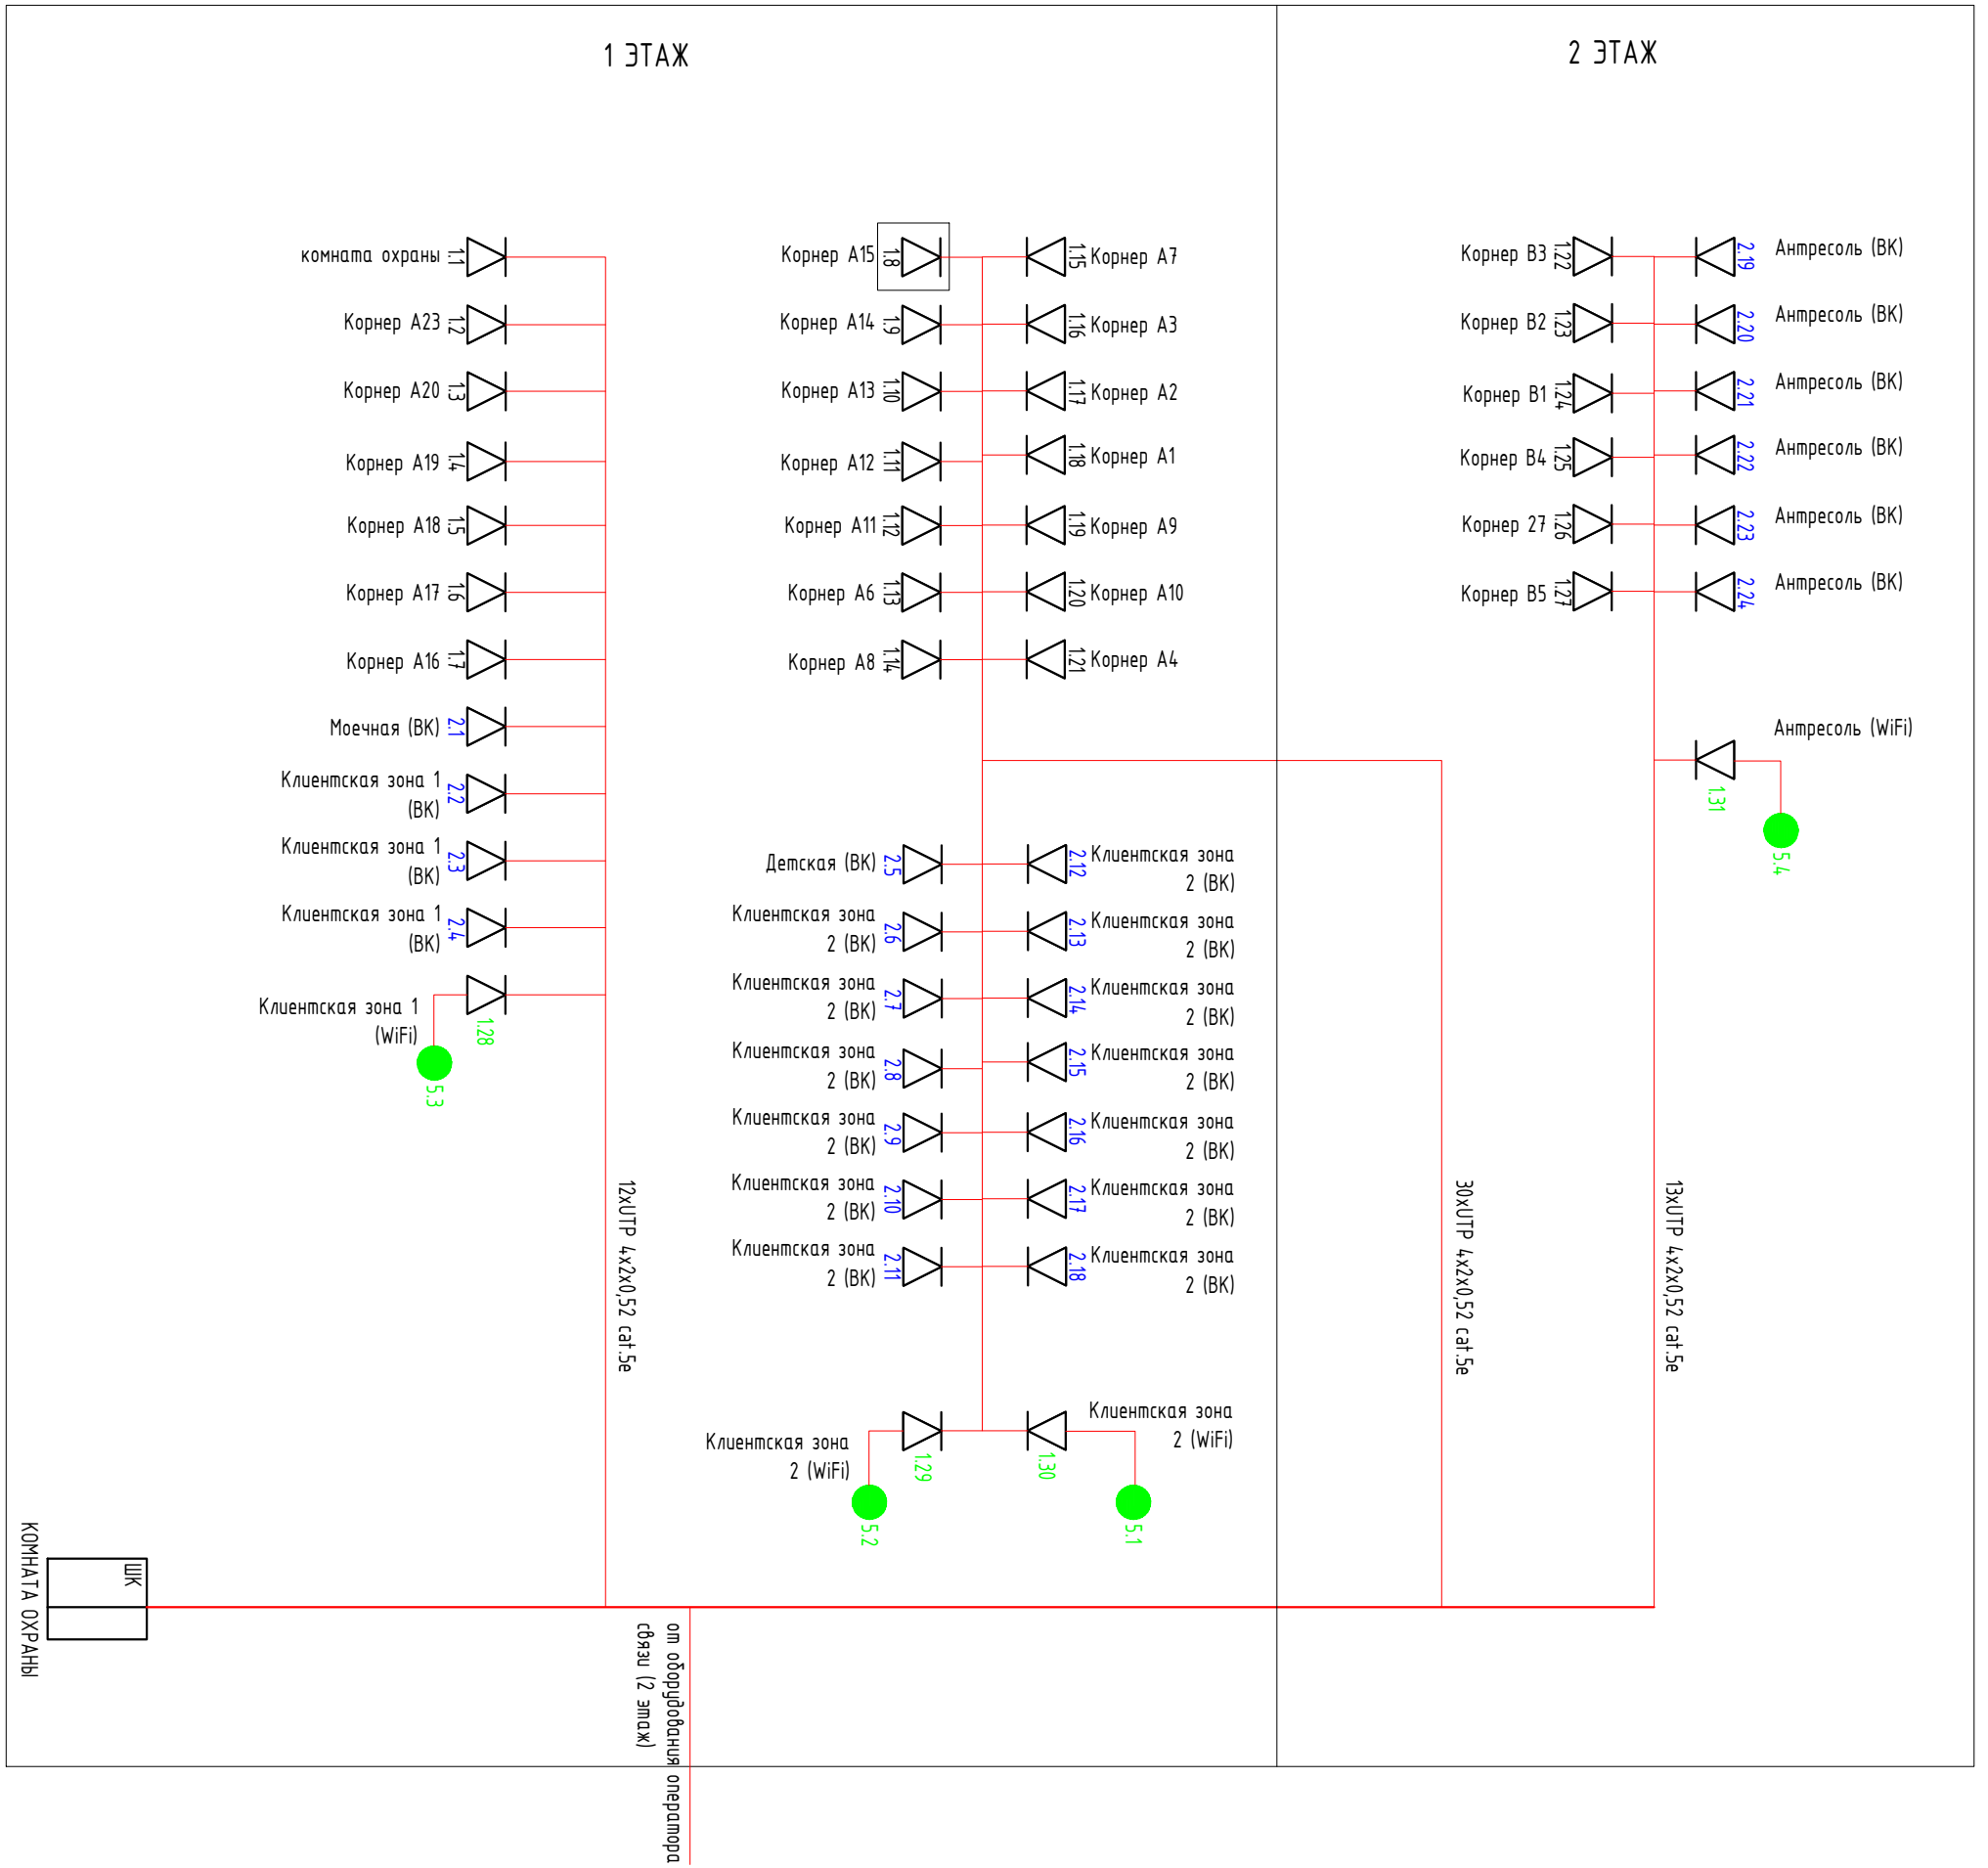 1 ЭТАЖ
2 ЭТАЖ
комната охраны 1.1
Корнер А23 1.2
Корнер А20 1.3
Корнер А19 1.4
Корнер А18 1.5
Корнер А17 1.6
Корнер А16 1.7
Моечная (ВК) 2.1
Клиентская зона 1
(ВК) 2.2
Клиентская зона 1
(ВК) 2.3
Клиентская зона 1
(ВК) 2.4
Клиентская зона 1
(WiFi)
1.28
5.3
12xUTP 4x2x0,52 cat.5e
Корнер А15 1.8
Корнер А14 1.9
Корнер А13 1.10
Корнер А12 1.11
Корнер А11 1.12
Корнер А6 1.13
Корнер А8 1.14
1.15 Корнер А7
1.16 Корнер А3
1.17 Корнер А2
1.18 Корнер А1
1.19 Корнер А9
1.20 Корнер А10
1.21 Корнер А4
Детская (ВК) 2.5
Клиентская зона
2 (ВК) 2.6
Клиентская зона
2 (ВК) 2.7
Клиентская зона
2 (ВК) 2.8
Клиентская зона
2 (ВК) 2.9
Клиентская зона
2 (ВК) 2.10
Клиентская зона
2 (ВК) 2.11
2.12 Клиентская зона
2 (ВК)
2.13 Клиентская зона
2 (ВК)
2.14 Клиентская зона
2 (ВК)
2.15 Клиентская зона
2 (ВК)
2.16 Клиентская зона
2 (ВК)
2.17 Клиентская зона
2 (ВК)
2.18 Клиентская зона
2 (ВК)
Клиентская зона
2 (WiFi)
1.29
5.2
Клиентская зона
2 (WiFi)
1.30
5.1
30xUTP 4x2x0,52 cat.5e
Корнер В3 1.22
Корнер В2 1.23
Корнер В1 1.24
Корнер В4 1.25
Корнер 27 1.26
Корнер В5 1.27
2.19 Антресоль (ВК)
2.20 Антресоль (ВК)
2.21 Антресоль (ВК)
2.22 Антресоль (ВК)
2.23 Антресоль (ВК)
2.24 Антресоль (ВК)
Антресоль (WiFi)
1.31
5.4
13xUTP 4x2x0,52 cat.5e
ШК
КОМНАТА ОХРАНЫ
от оборудования оператора
связи (2 этаж)